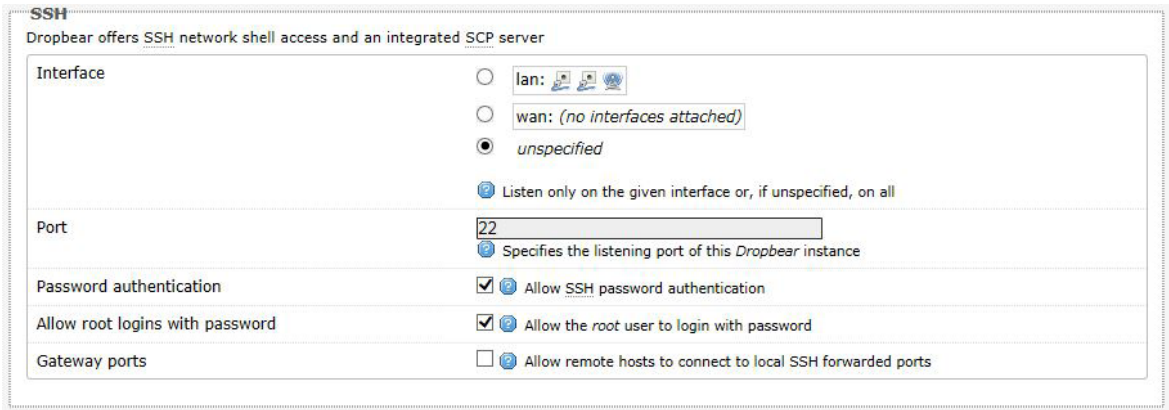 SSH
Dropbear offers SSH network shell access and an integrated SCP server
Interface
lan:
wan: (no interfaces attached)
unspecified
Listen only on the given interface or, if unspecified, on all
Port
22
Specifies the listening port of this Dropbear instance
Password authentication
Allow SSH password authentication
Allow root logins with password
Allow the root user to login with password
Gateway ports
Allow remote hosts to connect to local SSH forwarded ports